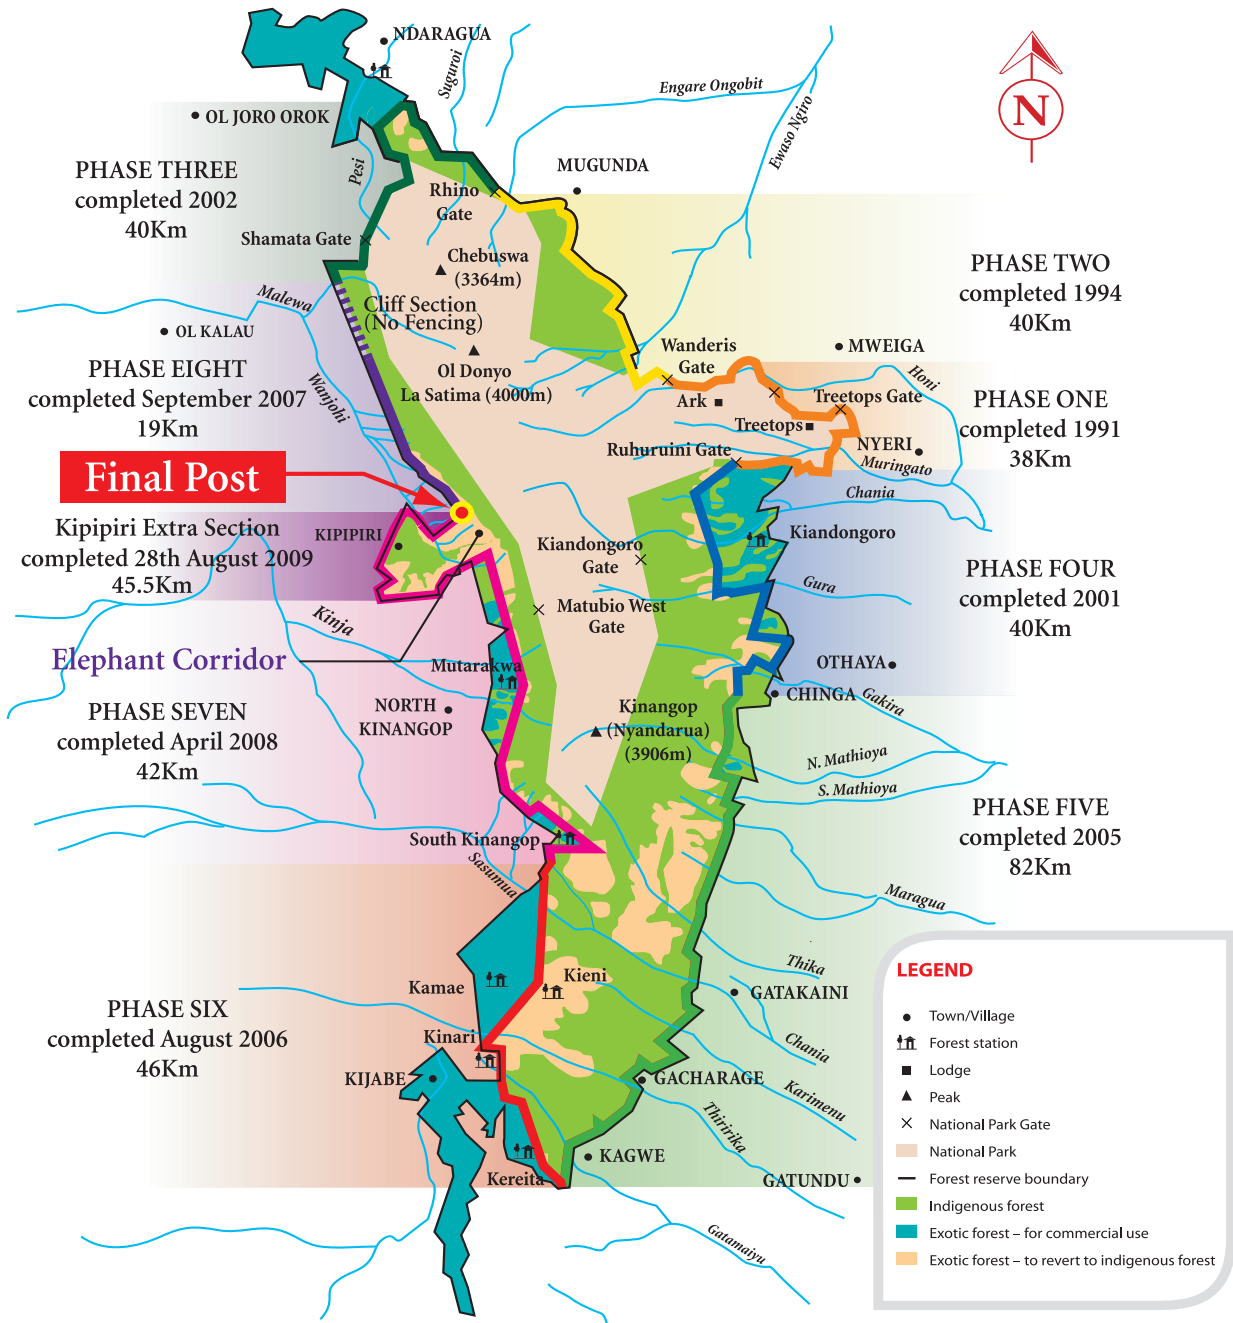 NDARAGUA
Suguroi
Engare Ongobit
Ewaso Ngiro
N
OL JORO OROK
Pesi
MUGUNDA
PHASE THREE
completed 2002
40Km
Rhino
Gate
Shamata Gate
Chebuswa
(3364m)
PHASE TWO
completed 1994
40Km
Malewa
Cliff Section
(No Fencing)
OL KALAU
Wanderis
Gate
MWEIGA
Honi
PHASE EIGHT
completed September 2007
19Km
Wanjohi
Ol Donyo
La Satima (4000m)
Ark
Treetops Gate
Treetops
PHASE ONE
completed 1991
38Km
NYERI
Ruhuruini Gate
Muringato
Final Post
Chania
Kipipiri Extra Section
completed 28th August 2009
45.5Km
KIPIPIRI
Kiandongoro
Gate
Kiandongoro
PHASE FOUR
completed 2001
40Km
Gura
Kinja
Matubio West
Gate
Elephant Corridor
Mutarakwa
OTHAYA
CHINGA
Gakira
PHASE SEVEN
completed April 2008
42Km
NORTH
KINANGOP
Kinangop
(Nyandarua)
(3906m)
N. Mathioya
S. Mathioya
PHASE FIVE
completed 2005
82Km
South Kinangop
Sasumua
Maragua
Thika
Kamae
Kieni
GATAKAINI
PHASE SIX
completed August 2006
46Km
Kinari
Chania
KIJABE
GACHARAGE
Karimenu
Thiririka
KAGWE
Kereita
GATUNDU
Gatamaiyu
LEGEND
Town/Village
Forest station
Lodge
Peak
National Park Gate
National Park
Forest reserve boundary
Indigenous forest
Exotic forest – for commercial use
Exotic forest – to revert to indigenous forest